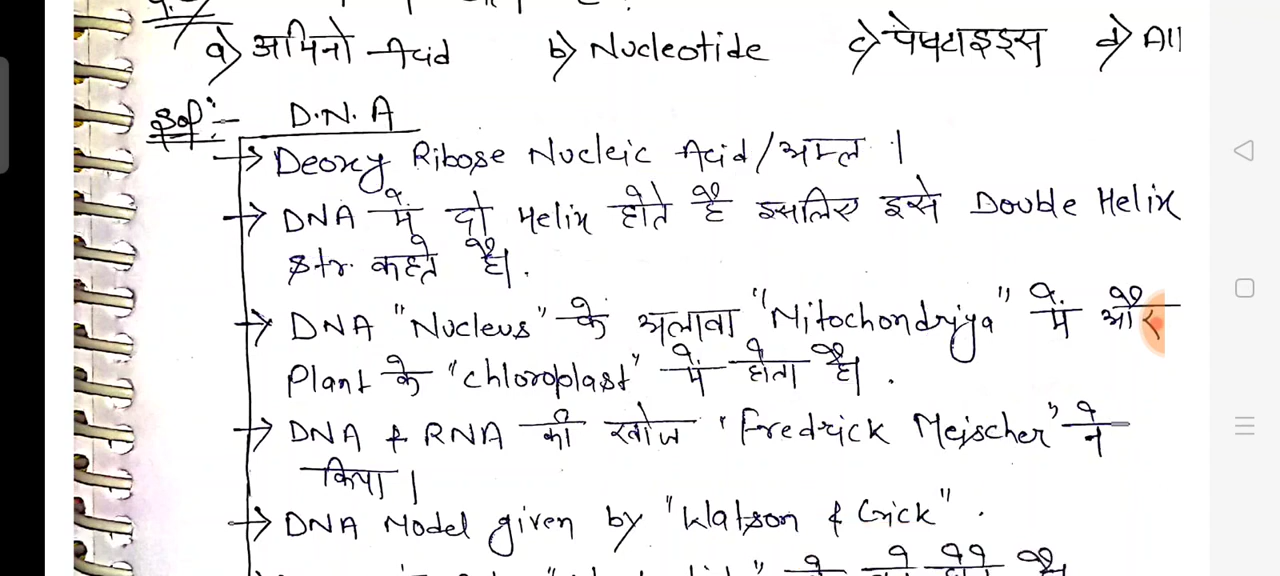 a) अमिनो Acid b) Nucleotide c) पेप्टाइड्स d) All
Sol:- D.N.A
→ Deoxy Ribose Nucleic Acid/अम्ल ।
→ DNA में दो Helix होते है इसलिए इसे Double Helix
Str. कहते है।.
→ DNA "Nucleus" के अलावा "Mitochondriya" में और
Plant के "Chloroplast" में होता है।.
→ DNA & RNA की खोज "Fredrick Meischer" ने
किया।
→ DNA Model given by "Watson & Crick".